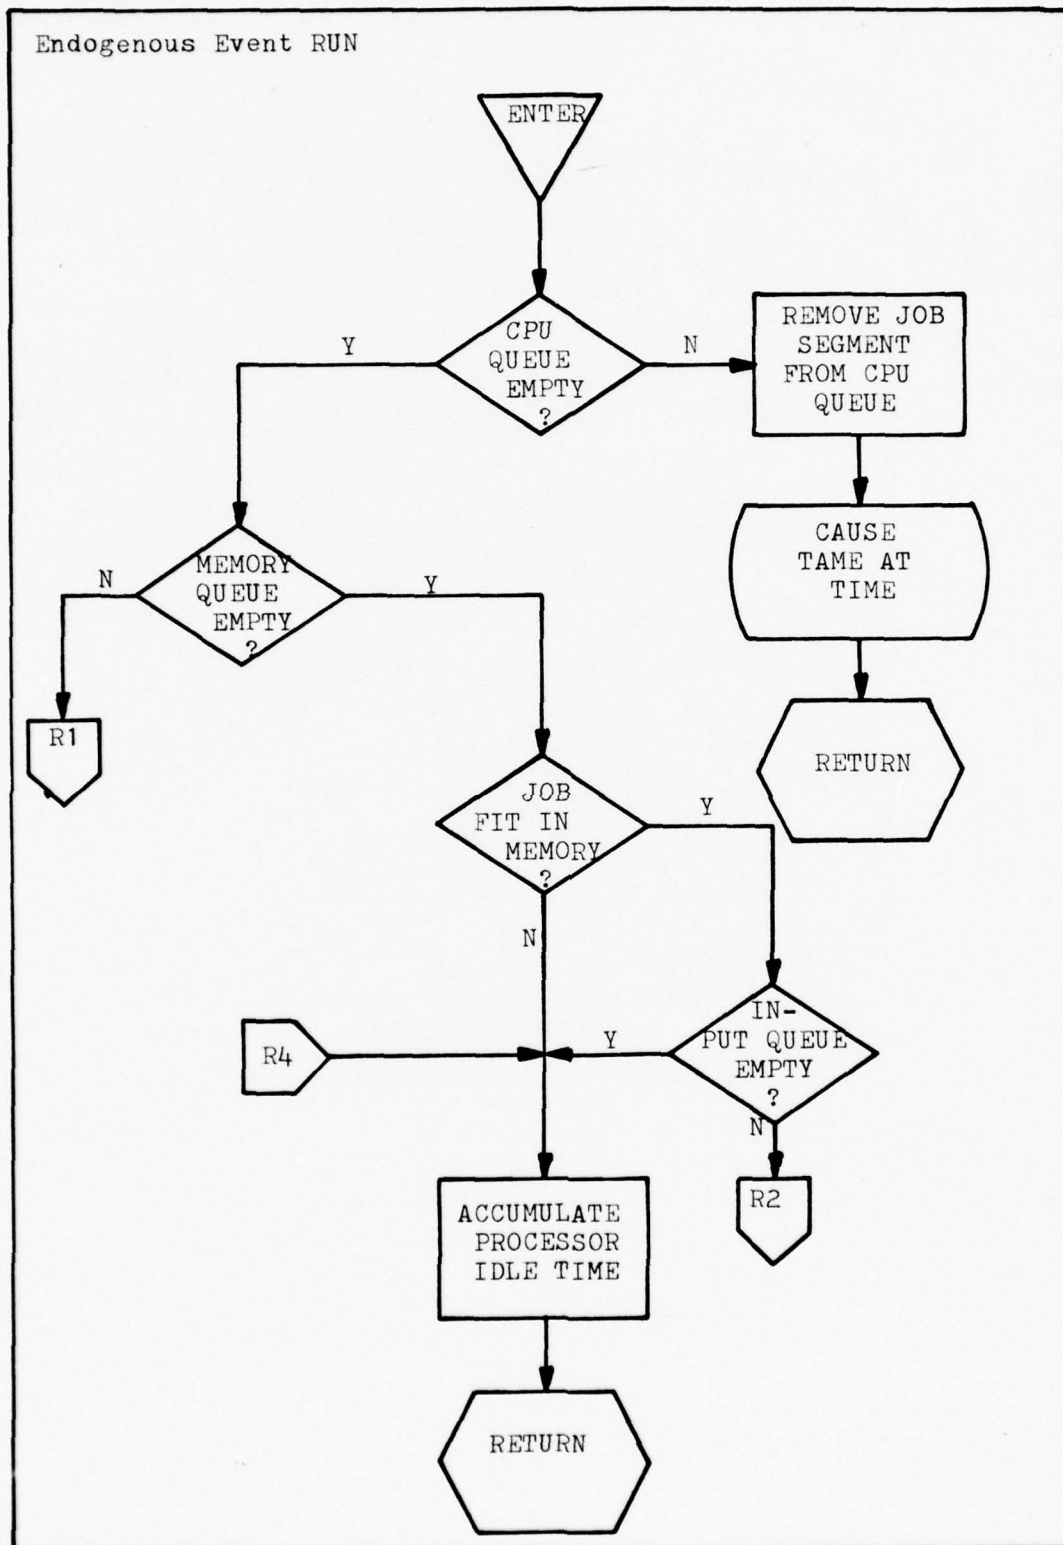 Endogenous Event RUN
ENTER
CPU
QUEUE
EMPTY
?
Y
N
REMOVE JOB
SEGMENT
FROM CPU
QUEUE
CAUSE
TAME AT
TIME
RETURN
MEMORY
QUEUE
EMPTY
?
N
Y
R1
JOB
FIT IN
MEMORY
?
Y
N
IN-
PUT QUEUE
EMPTY
?
Y
N
R4
R2
ACCUMULATE
PROCESSOR
IDLE TIME
RETURN